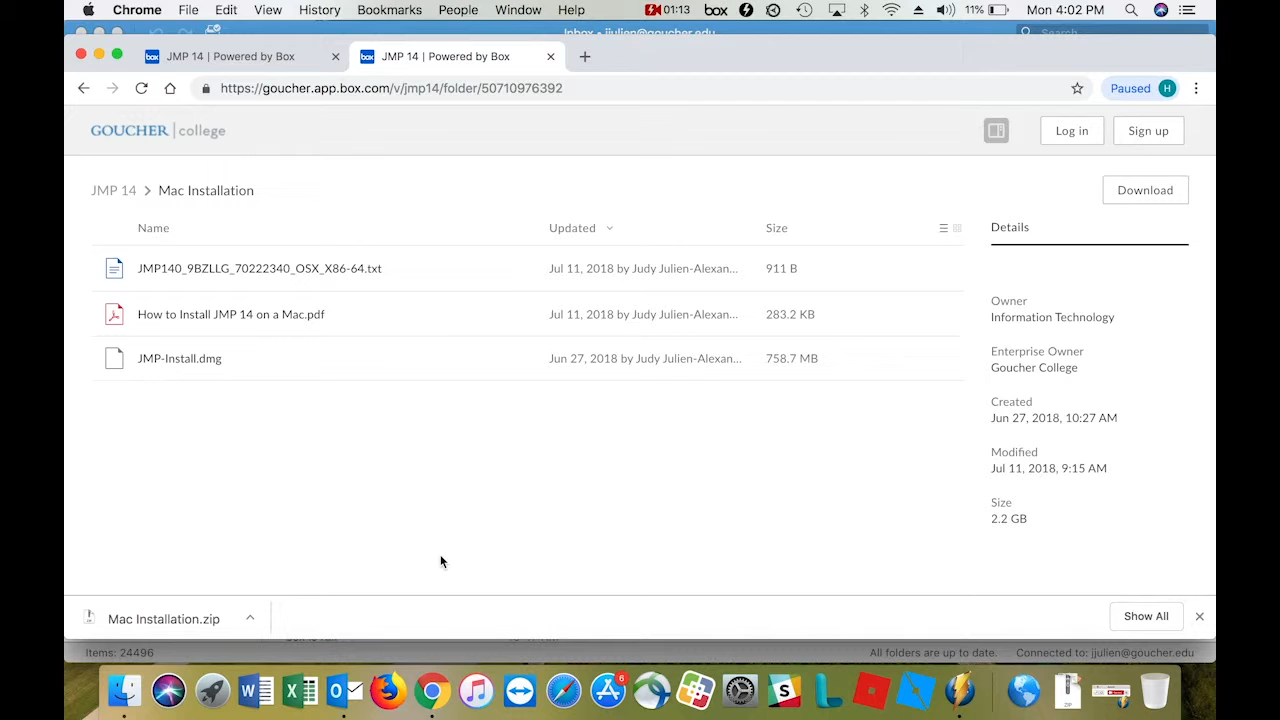 Chrome File Edit View History Bookmarks People Window Help 01:13 box 11% Mon 4:02 PM
Inbox - jjulien@goucher.edu Search
box JMP 14 | Powered by Box × box JMP 14 | Powered by Box × +
https://goucher.app.box.com/v/jmp14/folder/50710976392 Paused H
GOUCHER | college Log in Sign up
JMP 14 > Mac Installation Download
Name Updated Size Details
JMP140_9BZLLG_70222340_OSX_X86-64.txt Jul 11, 2018 by Judy Julien-Alexan... 911 B
How to Install JMP 14 on a Mac.pdf Jul 11, 2018 by Judy Julien-Alexan... 283.2 KB
JMP-Install.dmg Jun 27, 2018 by Judy Julien-Alexan... 758.7 MB
Owner
Information Technology
Enterprise Owner
Goucher College
Created
Jun 27, 2018, 10:27 AM
Modified
Jul 11, 2018, 9:15 AM
Size
2.2 GB
Mac Installation.zip Show All
Items: 24496 All folders are up to date. Connected to: jjulien@goucher.edu
6
S
ZIP